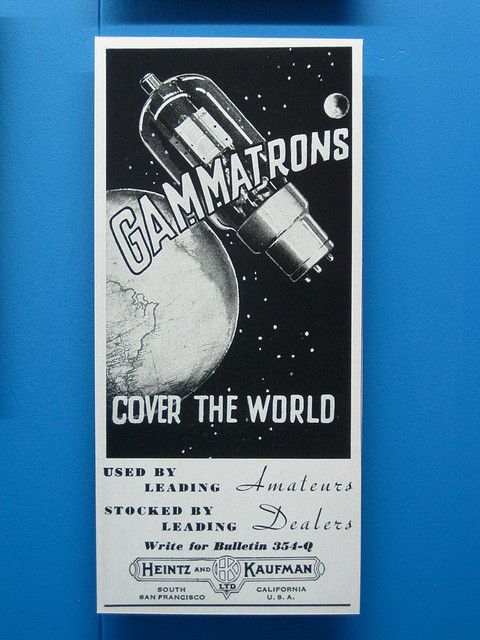 GAMMATRONS
COVER THE WORLD
USED BY
LEADING Amateurs
STOCKED BY
LEADING Dealers
Write for Bulletin 354-Q
HEINTZ AND HK LTD KAUFMAN
SOUTH SAN FRANCISCO CALIFORNIA U.S.A.